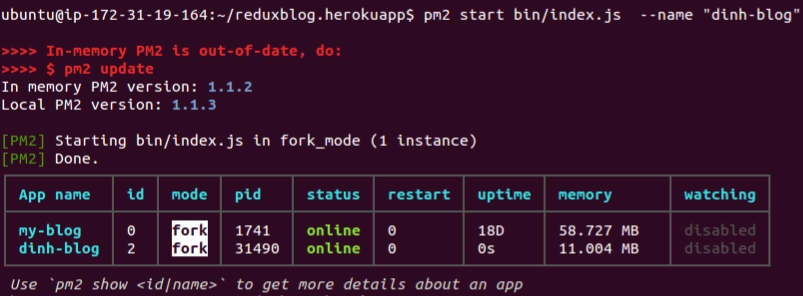 ubuntu@ip-172-31-19-164:~/reduxblog.herokuapp$ pm2 start bin/index.js  --name "dinh-blog"
>>>> In-memory PM2 is out-of-date, do:
>>>> $ pm2 update
In memory PM2 version: 1.1.2
Local PM2 version: 1.1.3
[PM2] Starting bin/index.js in fork_mode (1 instance)
[PM2] Done.
App name id mode pid status restart uptime memory watching
my-blog 0 fork 1741 online 0 18D 58.727 MB disabled
dinh-blog 2 fork 31490 online 0 0s 11.004 MB disabled
Use `pm2 show <id|name>` to get more details about an app